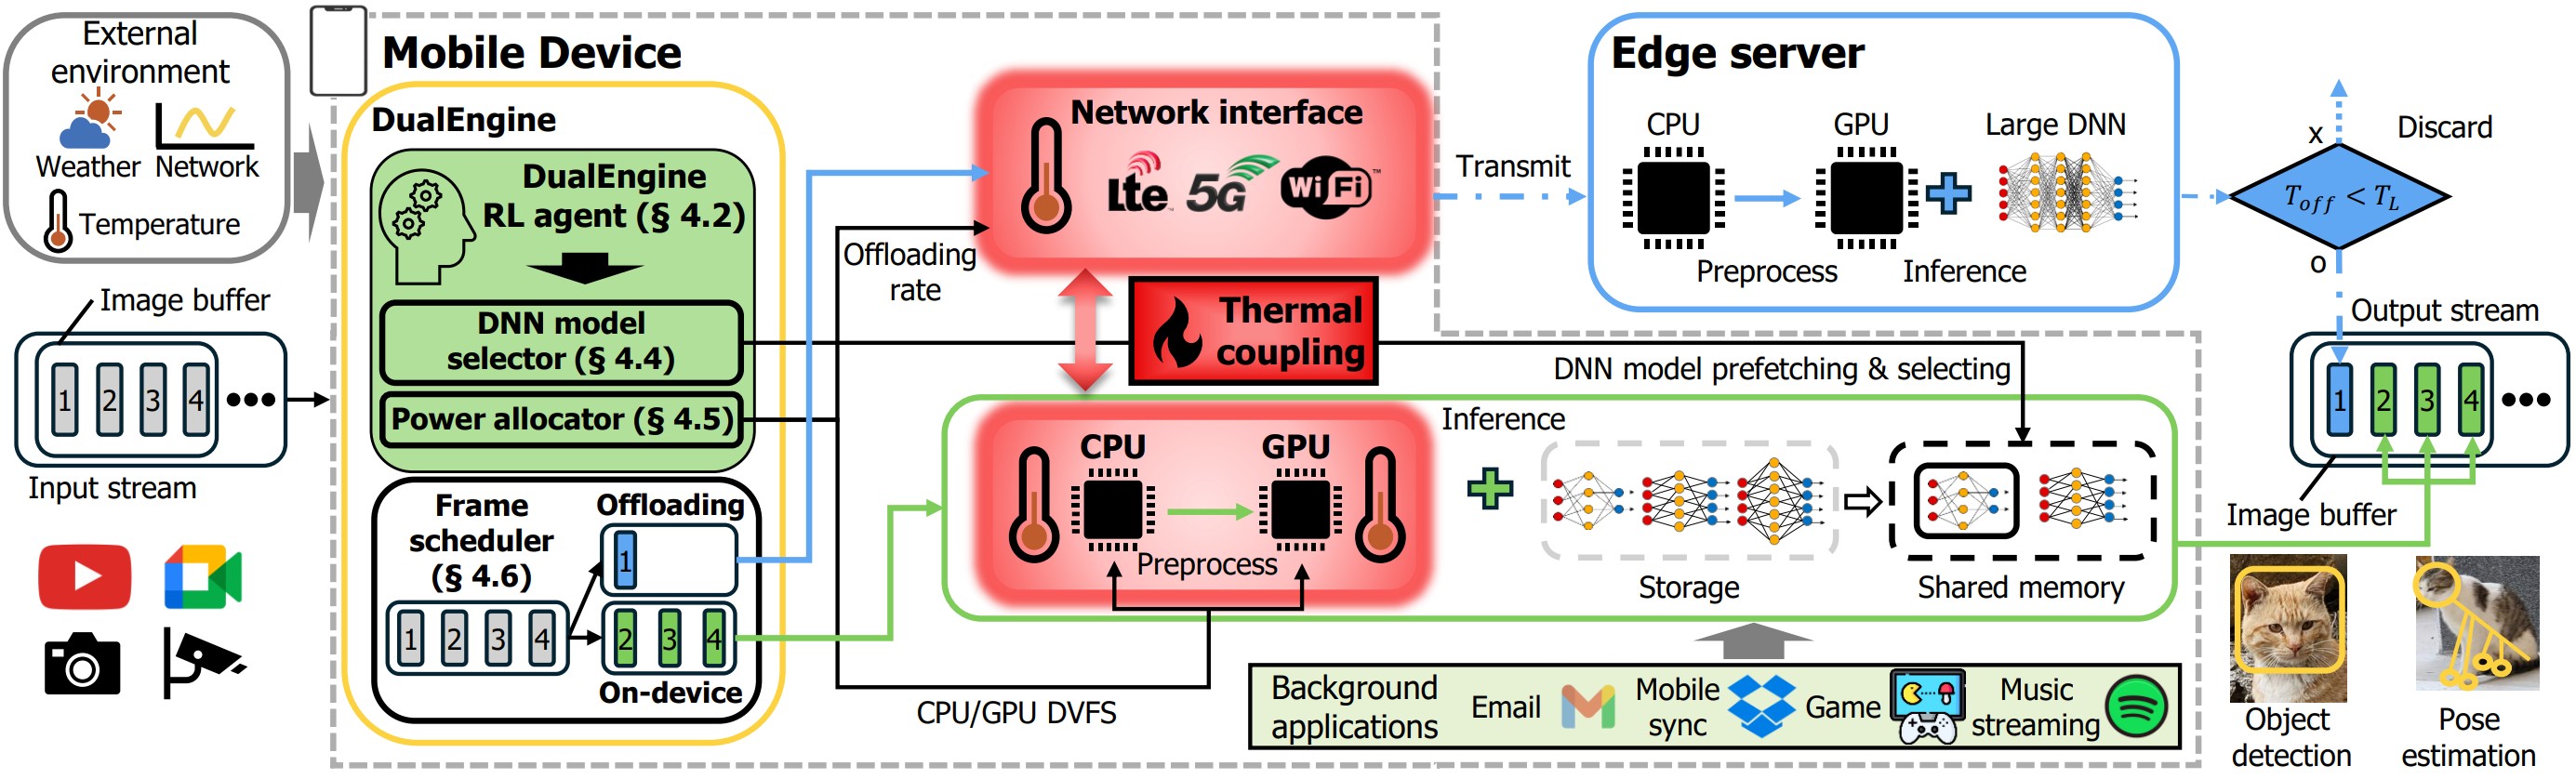 External
environment
Weather
Network
Temperature
Image buffer
1 2 3 4
Input stream
Mobile Device
DualEngine
DualEngine
RL agent (§ 4.2)
DNN model
selector (§ 4.4)
Power allocator (§ 4.5)
Frame
scheduler
(§ 4.6)
1 2 3 4
Offloading
1
2 3 4
On-device
Offloading
rate
CPU/GPU DVFS
Network interface
Lte
5G
Wi Fi ™
Thermal
coupling
CPU
GPU
Preprocess
Inference
Storage
DNN model prefetching & selecting
Shared memory
Background
applications
Email
Mobile
sync
Game
Music
streaming
Transmit
Edge server
CPU
GPU
Large DNN
Preprocess
Inference
x
Discard
T_off < T_L
o
Output stream
1 2 3 4
Image buffer
Object
detection
Pose
estimation